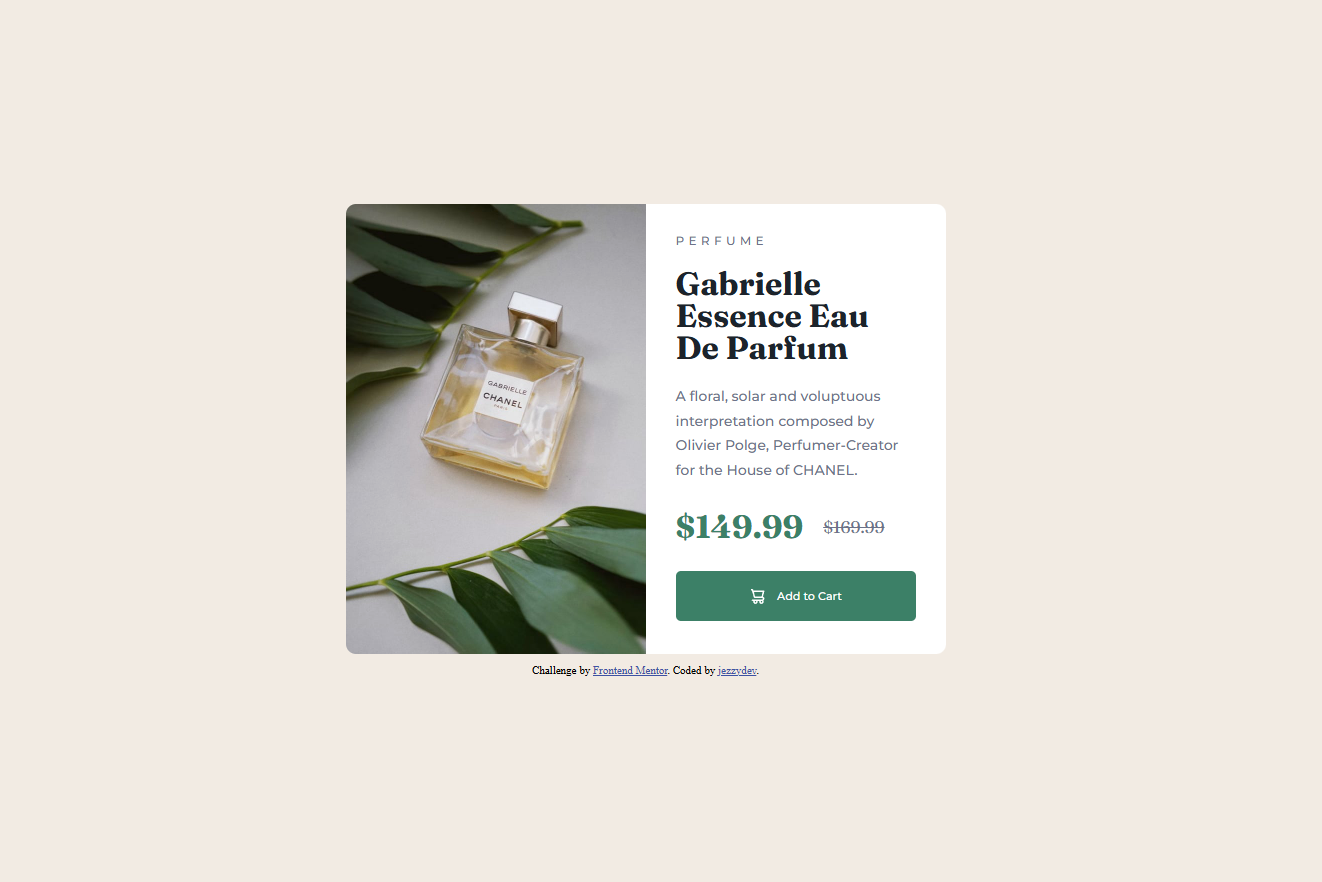 GABRIELLE
CHANEL
PARIS
PERFUME
Gabrielle
Essence Eau
De Parfum
A floral, solar and voluptuous
interpretation composed by
Olivier Polge, Perfumer-Creator
for the House of CHANEL.
$149.99 $169.99
Add to Cart
Challenge by Frontend Mentor. Coded by jezzydev.